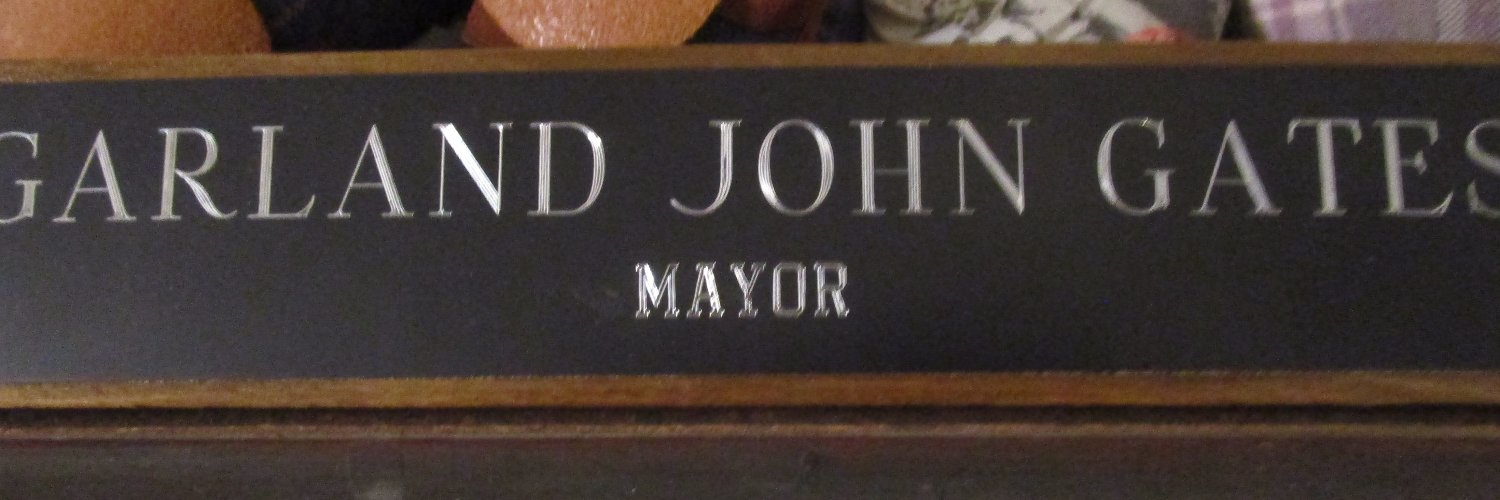 GARLAND JOHN GATES
MAYOR